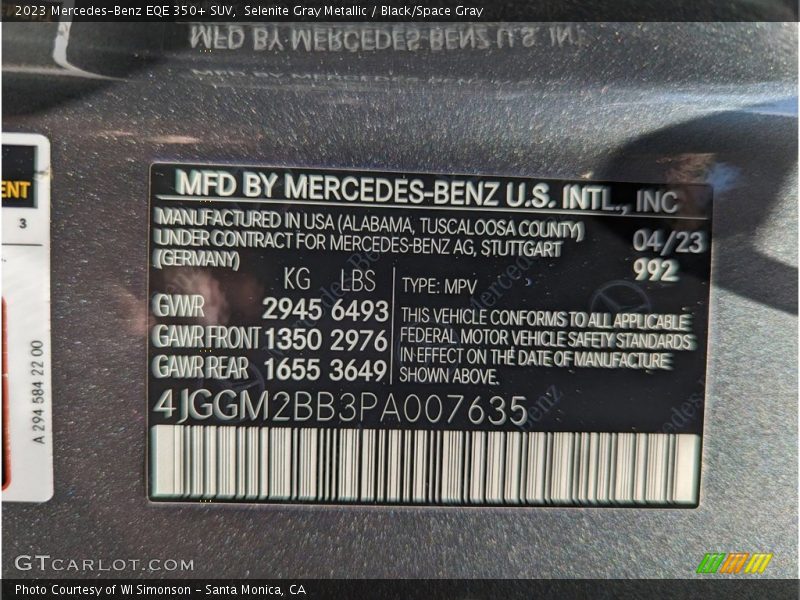 2023 Mercedes-Benz EQE 350+ SUV, Selenite Gray Metallic / Black/Space Gray
MFD BY MERCEDES-BENZ U.S. INT
ENT
3
A 294 584 22 00
MFD BY MERCEDES-BENZ U.S. INTL., INC
MANUFACTURED IN USA (ALABAMA, TUSCALOOSA COUNTY)
UNDER CONTRACT FOR MERCEDES-BENZ AG, STUTTGART
(GERMANY)
04/23
992
KG LBS
GWR 2945 6493
GAWR FRONT 1350 2976
GAWR REAR 1655 3649
TYPE: MPV
THIS VEHICLE CONFORMS TO ALL APPLICABLE
FEDERAL MOTOR VEHICLE SAFETY STANDARDS
IN EFFECT ON THE DATE OF MANUFACTURE
SHOWN ABOVE.
4JGGM2BB3PA007635
GTCARLOT.COM
Photo Courtesy of WI Simonson - Santa Monica, CA